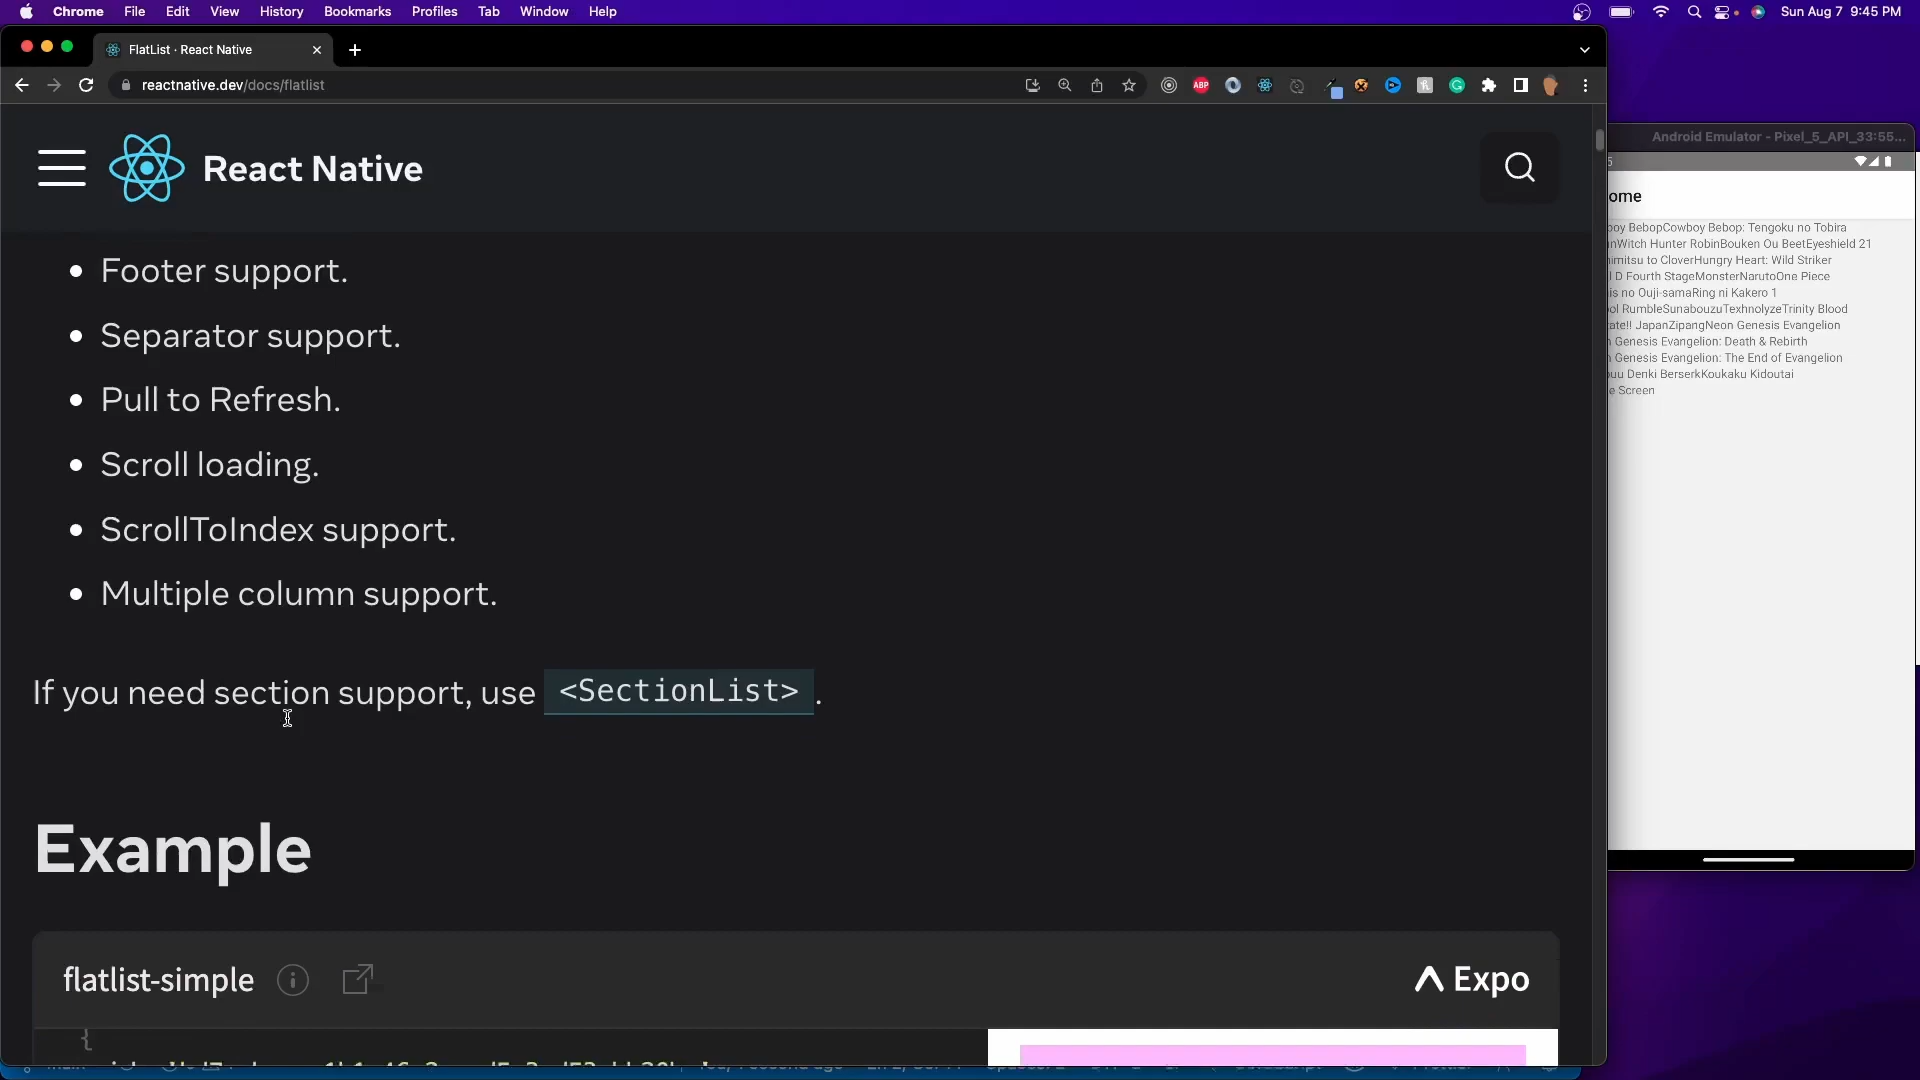 Chrome File Edit View History Bookmarks Profiles Tab Window Help Sun Aug 7 9:45 PM
FlatList · React Native
reactnative.dev/docs/flatlist
ABP
React Native
Footer support.
Separator support.
Pull to Refresh.
Scroll loading.
ScrollToIndex support.
Multiple column support.
If you need section support, use <SectionList>.
Example
flatlist-simple
Expo
{
Android Emulator - Pixel_5_API_33:55...
5
ome
boy BebopCowboy Bebop: Tengoku no Tobira
nWitch Hunter RobinBouken Ou BeetEyeshield 21
imitsu to CloverHungry Heart: Wild Striker
l D Fourth StageMonsterNarutoOne Piece
is no Ouji-samaRing ni Kakero 1
ol RumbleSunabouzuTexhnolyzeTrinity Blood
ate!! JapanZipangNeon Genesis Evangelion
n Genesis Evangelion: Death & Rebirth
n Genesis Evangelion: The End of Evangelion
uu Denki BerserkKoukaku Kidoutai
e Screen